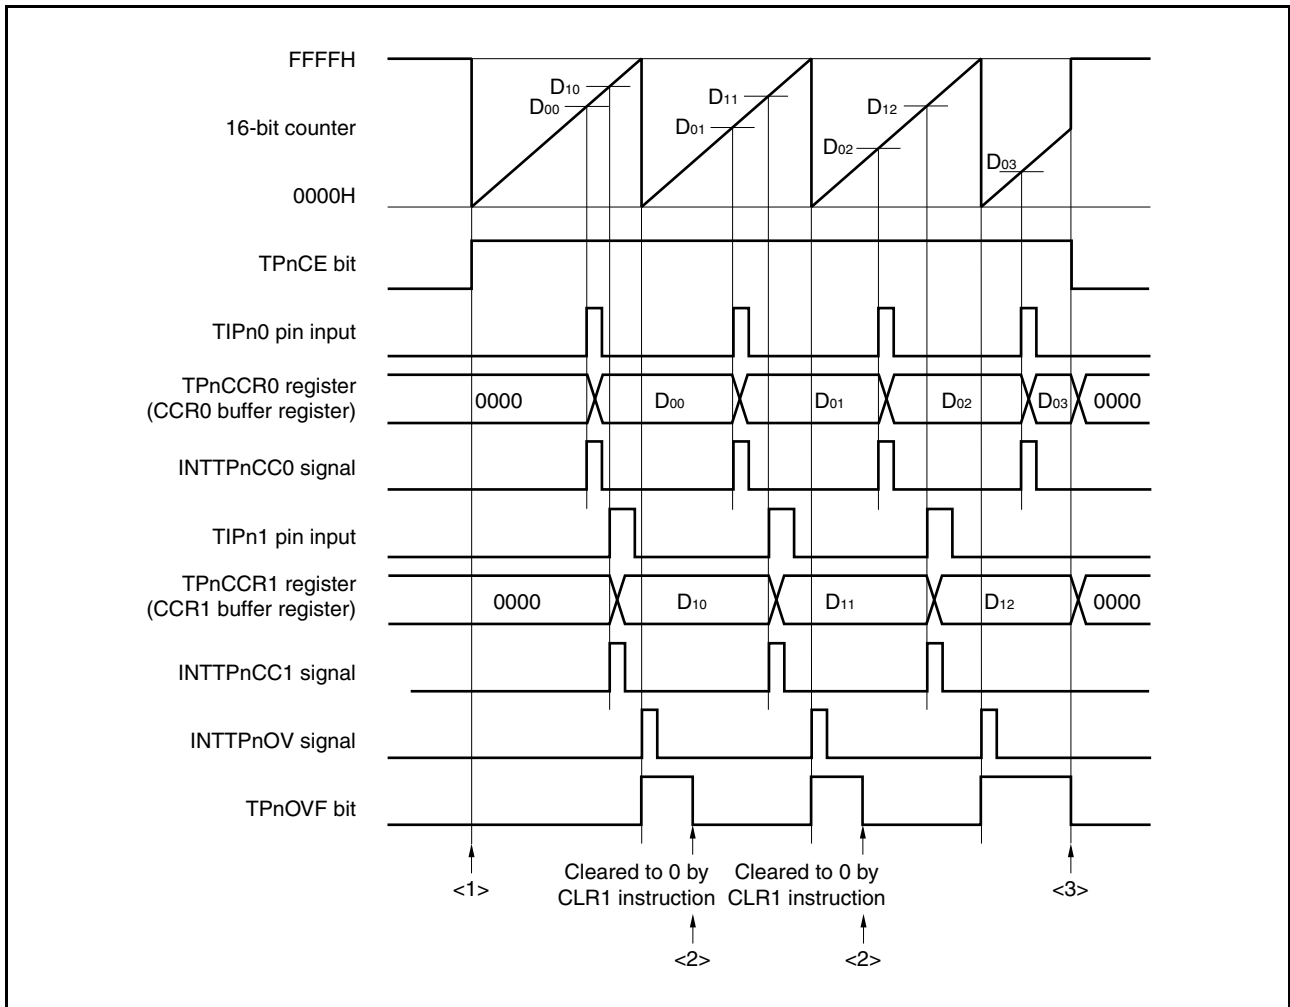 FFFFH
D10
D00
D11
D01
D12
D02
D03
16-bit counter
0000H
TPnCE bit
TIPn0 pin input
TPnCCR0 register
(CCR0 buffer register)
0000 D00 D01 D02 D03 0000
INTTPnCC0 signal
TIPn1 pin input
TPnCCR1 register
(CCR1 buffer register)
0000 D10 D11 D12 0000
INTTPnCC1 signal
INTTPnOV signal
TPnOVF bit
<1>
Cleared to 0 by
CLR1 instruction
<2>
Cleared to 0 by
CLR1 instruction
<2>
<3>